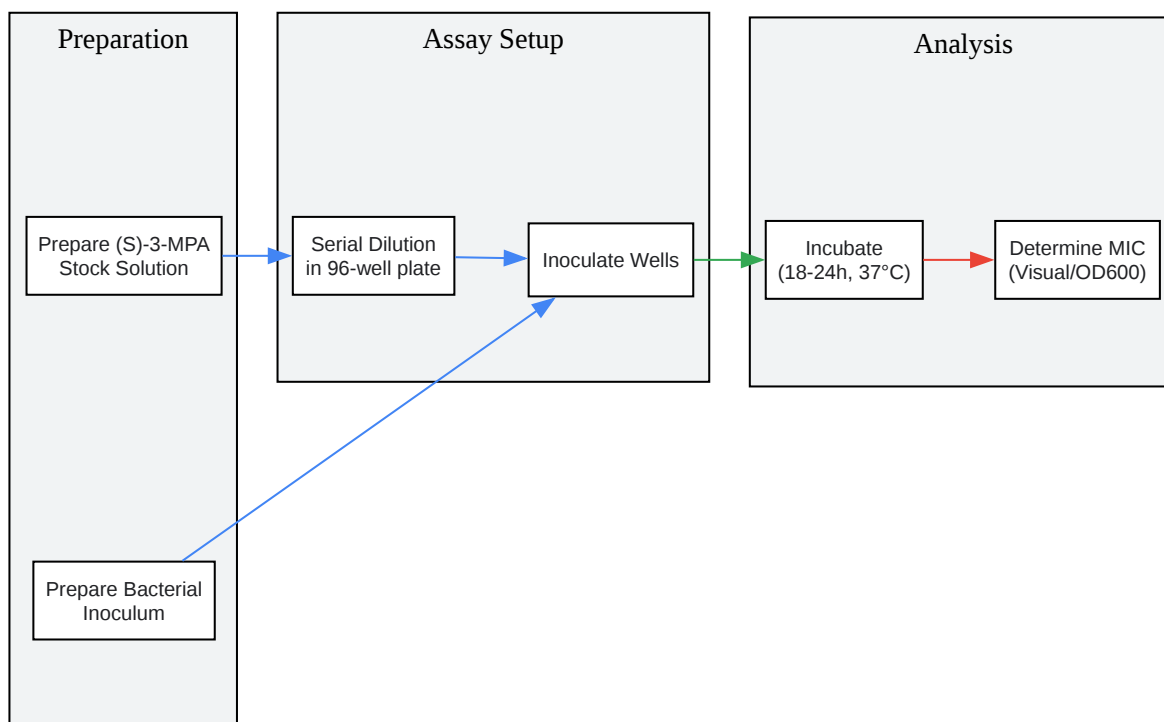 Preparation
Prepare (S)-3-MPA
Stock Solution
Prepare Bacterial
Inoculum
Assay Setup
Serial Dilution
in 96-well plate
Inoculate Wells
Analysis
Incubate
(18-24h, 37°C)
Determine MIC
(Visual/OD600)